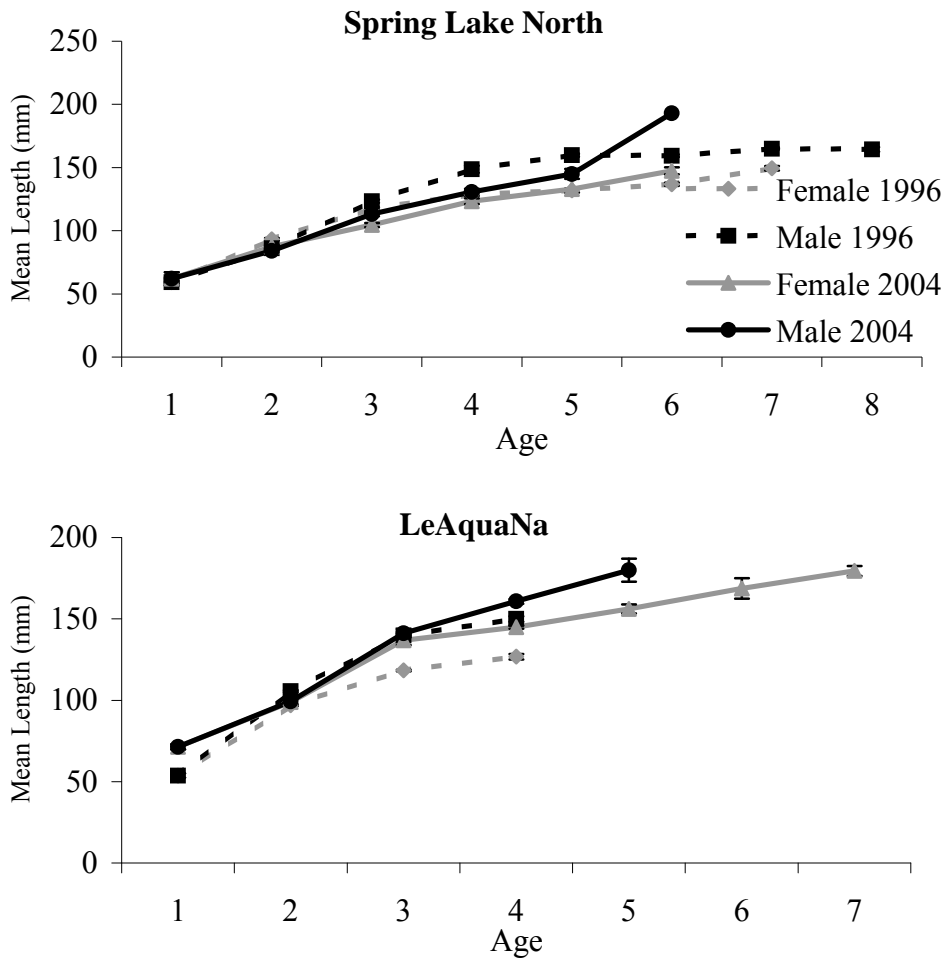 Spring Lake North
250
200
150
100
50
0
Mean Length (mm)
Female 1996
Male 1996
Female 2004
Male 2004
1 2 3 4 5 6 7 8
Age
LeAquaNa
200
150
100
50
0
Mean Length (mm)
1 2 3 4 5 6 7
Age